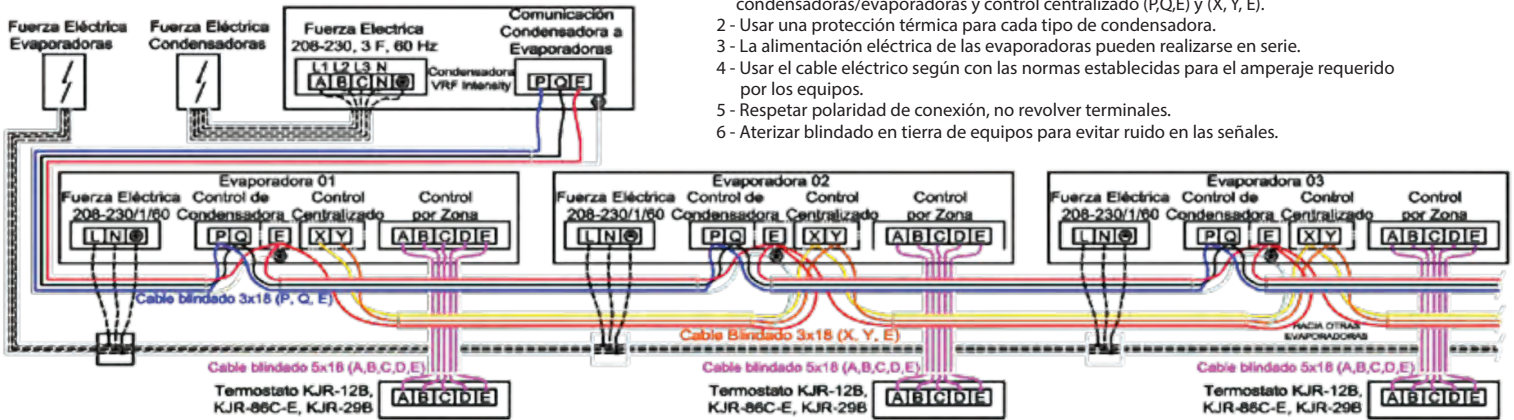 condensadoras/evaporadoras y control centralizado (P,Q,E) y (X, Y, E).
2 - Usar una protección térmica para cada tipo de condensadora.
3 - La alimentación eléctrica de las evaporadoras pueden realizarse en serie.
4 - Usar el cable eléctrico según con las normas establecidas para el amperaje requerido
por los equipos.
5 - Respetar polaridad de conexión, no revolver terminales.
6 - Aterizar blindado en tierra de equipos para evitar ruido en las señales.
Fuerza Eléctrica
Evaporadoras
Fuerza Eléctrica
Condensadoras
Fuerza Electrica
208-230, 3 F, 60 Hz
L1 L2 L3 N
A B C N
Condensadora
VRF Intensity
Comunicación
Condensadora a
Evaporadoras
P Q E
Evaporadora 01
Fuerza Eléctrica
208-230/1/60
L N
Control de
Condensadora
P Q E
Control
Centralizado
X Y
Control
por Zona
A B C D E
Evaporadora 02
Fuerza Eléctrica
208-230/1/60
L N
Control de
Condensadora
P Q E
Control
Centralizado
X Y
Control
por Zona
A B C D E
Evaporadora 03
Fuerza Eléctrica
208-230/1/60
L N
Control de
Condensadora
P Q E
Control
Centralizado
X Y
Control
por Zona
A B C D E
Cable blindado 3x18 (P, Q, E)
Cable Blindado 3x18 (X, Y, E)
HACIA OTRAS
EVAPORADORAS
Cable blindado 5x18 (A,B,C,D,E)
Cable blindado 5x18 (A,B,C,D,E)
Cable blindado 5x18 (A,B,C,D,E)
Termostato KJR-12B,
KJR-86C-E, KJR-29B
A B C D E
Termostato KJR-12B,
KJR-86C-E, KJR-29B
A B C D E
Termostato KJR-12B,
KJR-86C-E, KJR-29B
A B C D E